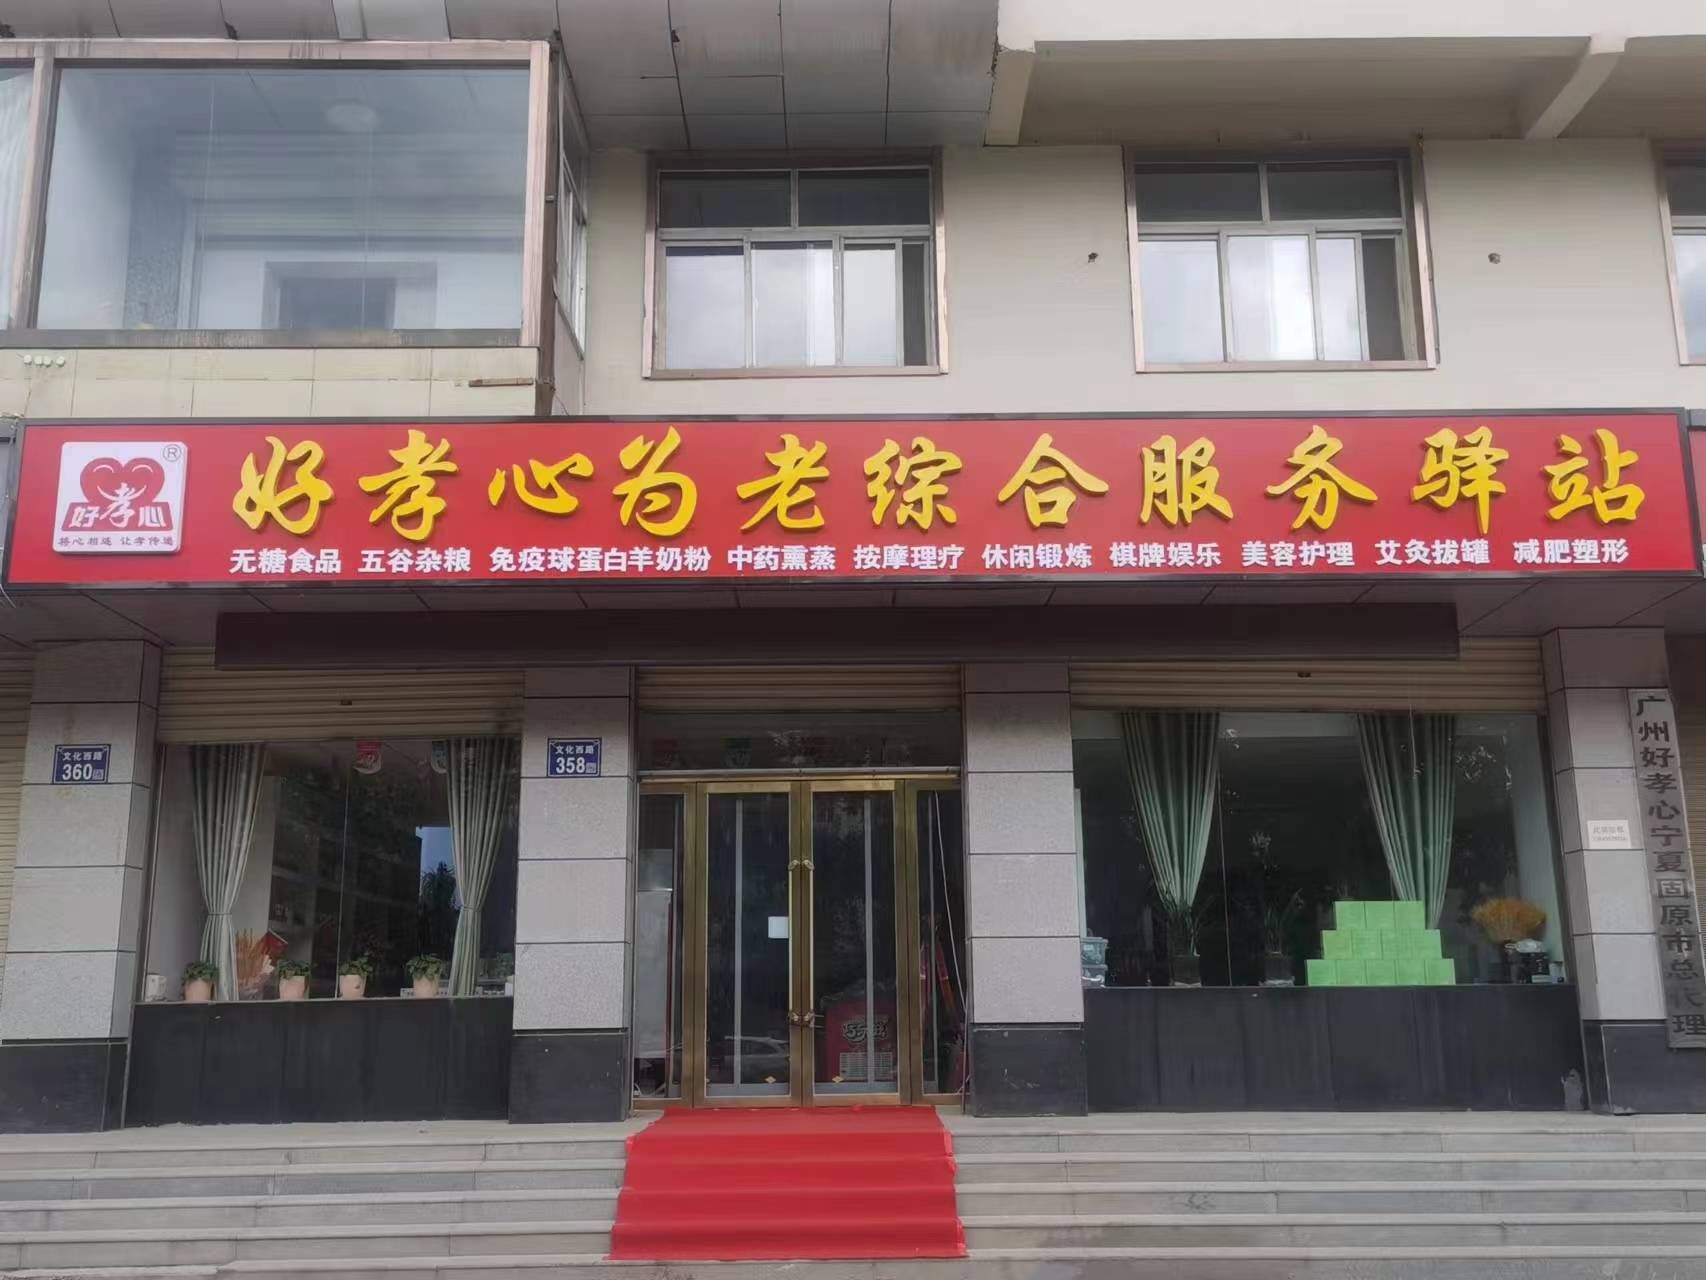 好孝心为老综合服务驿站
®
好孝心
将心相连 让孝传递
无糖食品 五谷杂粮 免疫球蛋白羊奶粉 中药熏蒸 按摩理疗 休闲锻炼 棋牌娱乐 美容护理 艾灸拔罐 减肥塑形
文化西路
360
文化西路
358
广州好孝心宁夏固原市总代理